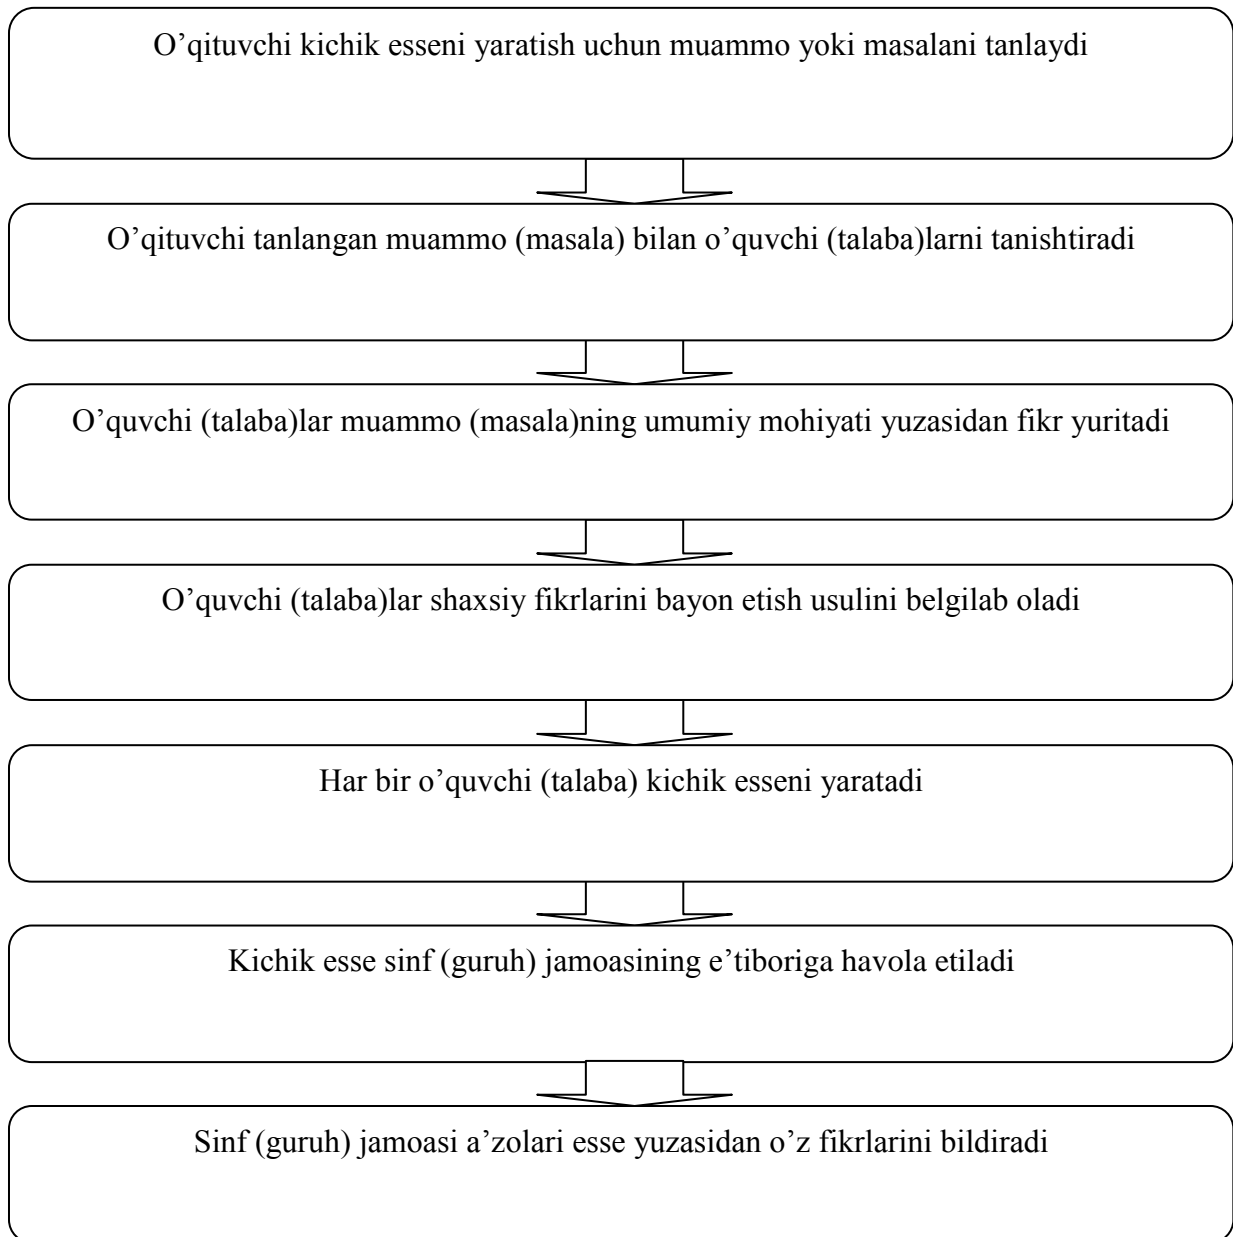 O’qituvchi kichik esseni yaratish uchun muammo yoki masalani tanlaydi
O’qituvchi tanlangan muammo (masala) bilan o’quvchi (talaba)larni tanishtiradi
O’quvchi (talaba)lar muammo (masala)ning umumiy mohiyati yuzasidan fikr yuritadi
O’quvchi (talaba)lar shaxsiy fikrlarini bayon etish usulini belgilab oladi
Har bir o’quvchi (talaba) kichik esseni yaratadi
Kichik esse sinf (guruh) jamoasining e’tiboriga havola etiladi
Sinf (guruh) jamoasi a’zolari esse yuzasidan o’z fikrlarini bildiradi